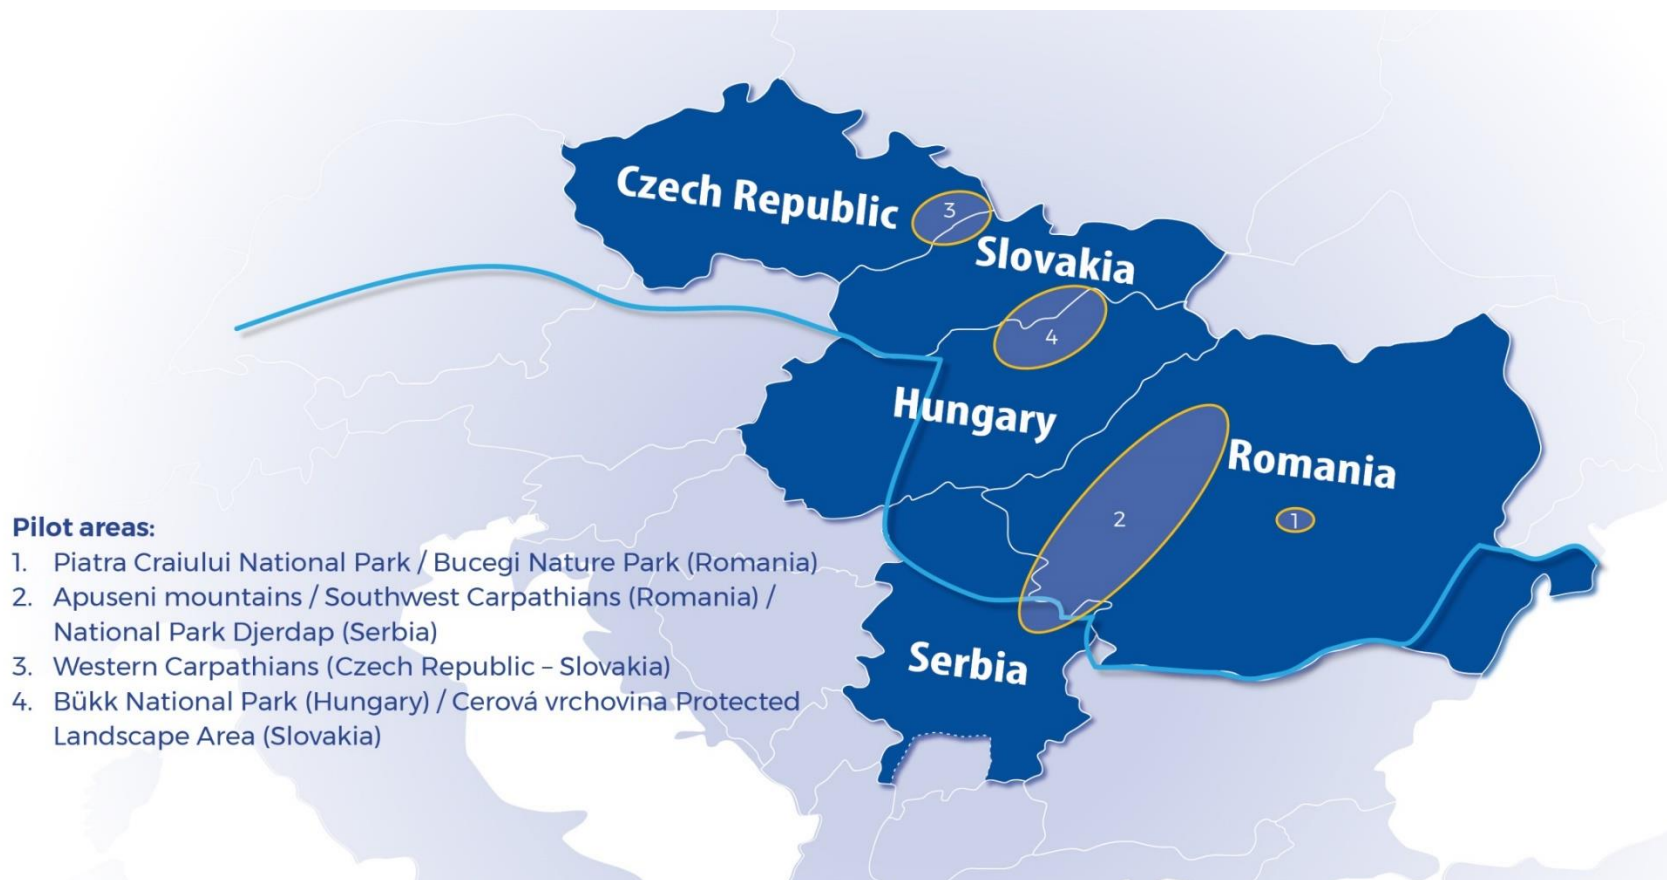 Czech Republic
3
Slovakia
4
Hungary
Romania
2
1
Serbia
Pilot areas:
1. Piatra Craiului National Park / Bucegi Nature Park (Romania)
2. Apuseni mountains / Southwest Carpathians (Romania) /
National Park Djerdap (Serbia)
3. Western Carpathians (Czech Republic – Slovakia)
4. Bükk National Park (Hungary) / Cerová vrchovina Protected
Landscape Area (Slovakia)